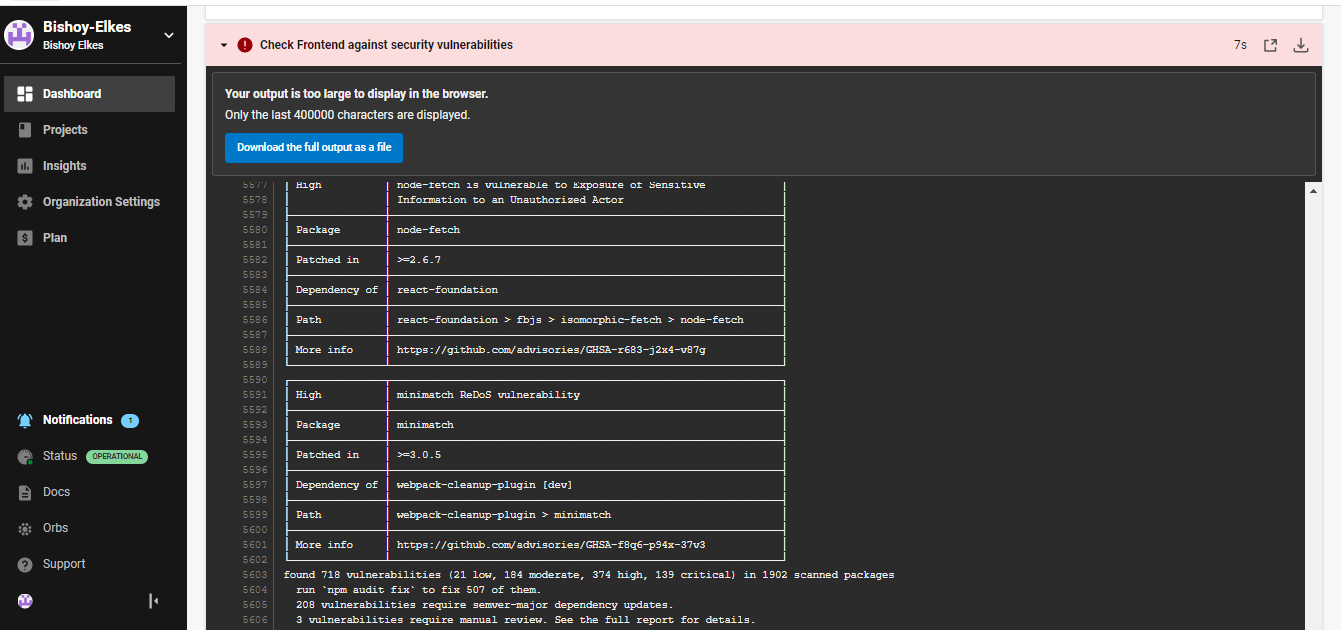 Bishoy-Elkes
Bishoy Elkes
Dashboard
Projects
Insights
Organization Settings
Plan
Notifications 1
Status OPERATIONAL
Docs
Orbs
Support
Check Frontend against security vulnerabilities 7s
Your output is too large to display in the browser.
Only the last 400000 characters are displayed.
Download the full output as a file
5577 High node-fetch is vulnerable to Exposure of Sensitive
5578 Information to an Unauthorized Actor
5579
5580 Package node-fetch
5581
5582 Patched in >=2.6.7
5583
5584 Dependency of react-foundation
5585
5586 Path react-foundation > fbjs > isomorphic-fetch > node-fetch
5587
5588 More info https://github.com/advisories/GHSA-r683-j2x4-v87g
5589
5590
5591 High minimatch ReDoS vulnerability
5592
5593 Package minimatch
5594
5595 Patched in >=3.0.5
5596
5597 Dependency of webpack-cleanup-plugin [dev]
5598
5599 Path webpack-cleanup-plugin > minimatch
5600
5601 More info https://github.com/advisories/GHSA-f8q6-p94x-37v3
5602
5603 found 718 vulnerabilities (21 low, 184 moderate, 374 high, 139 critical) in 1902 scanned packages
5604 run `npm audit fix` to fix 507 of them.
5605 208 vulnerabilities require semver-major dependency updates.
5606 3 vulnerabilities require manual review. See the full report for details.